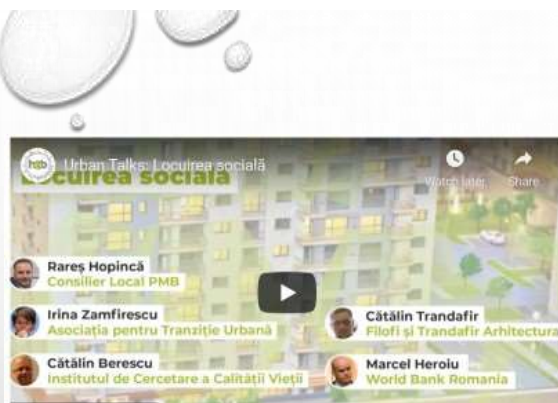 Urban Talks: Locuirea socială
Locuirea socială
Watch later
Share
Rareș Hopincă
Consilier Local PMB
Irina Zamfirescu
Asociația pentru Tranziție Urbană
Cătălin Berescu
Institutul de Cercetare a Calității Vieții
Cătălin Trandafir
Filofi și Trandafir Arhitectura
Marcel Heroiu
World Bank Romania